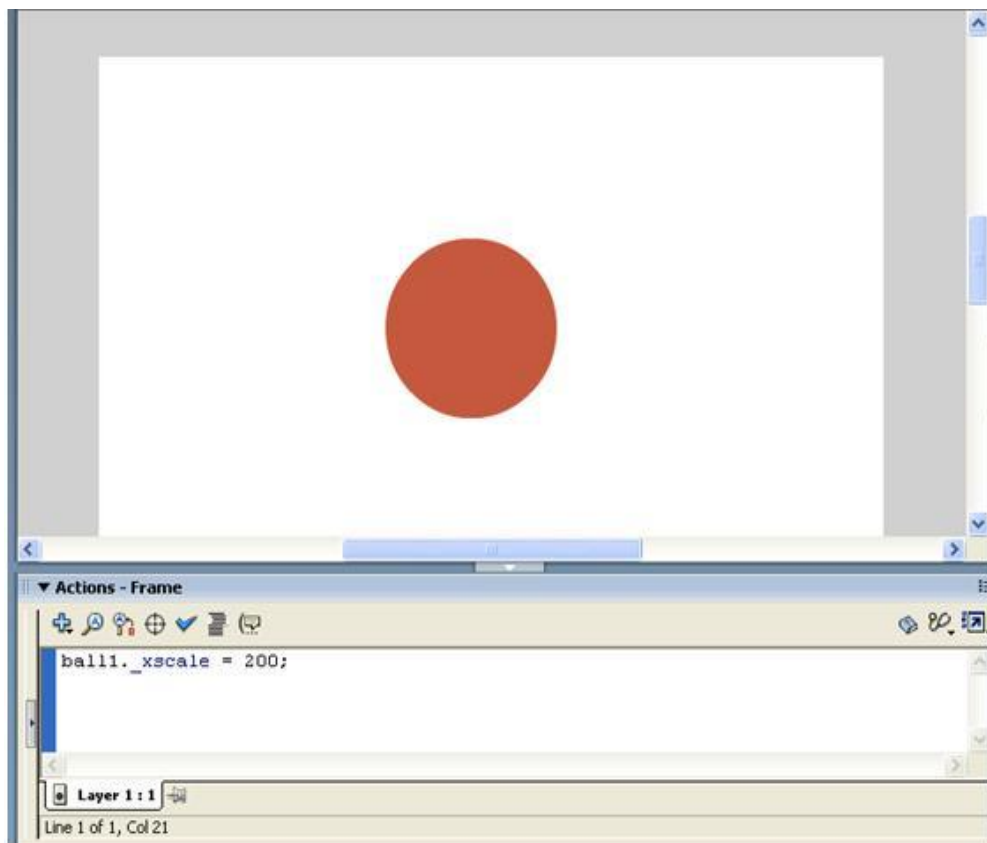 Actions - Frame
ball1._xscale = 200;
Layer 1 : 1
Line 1 of 1, Col 21